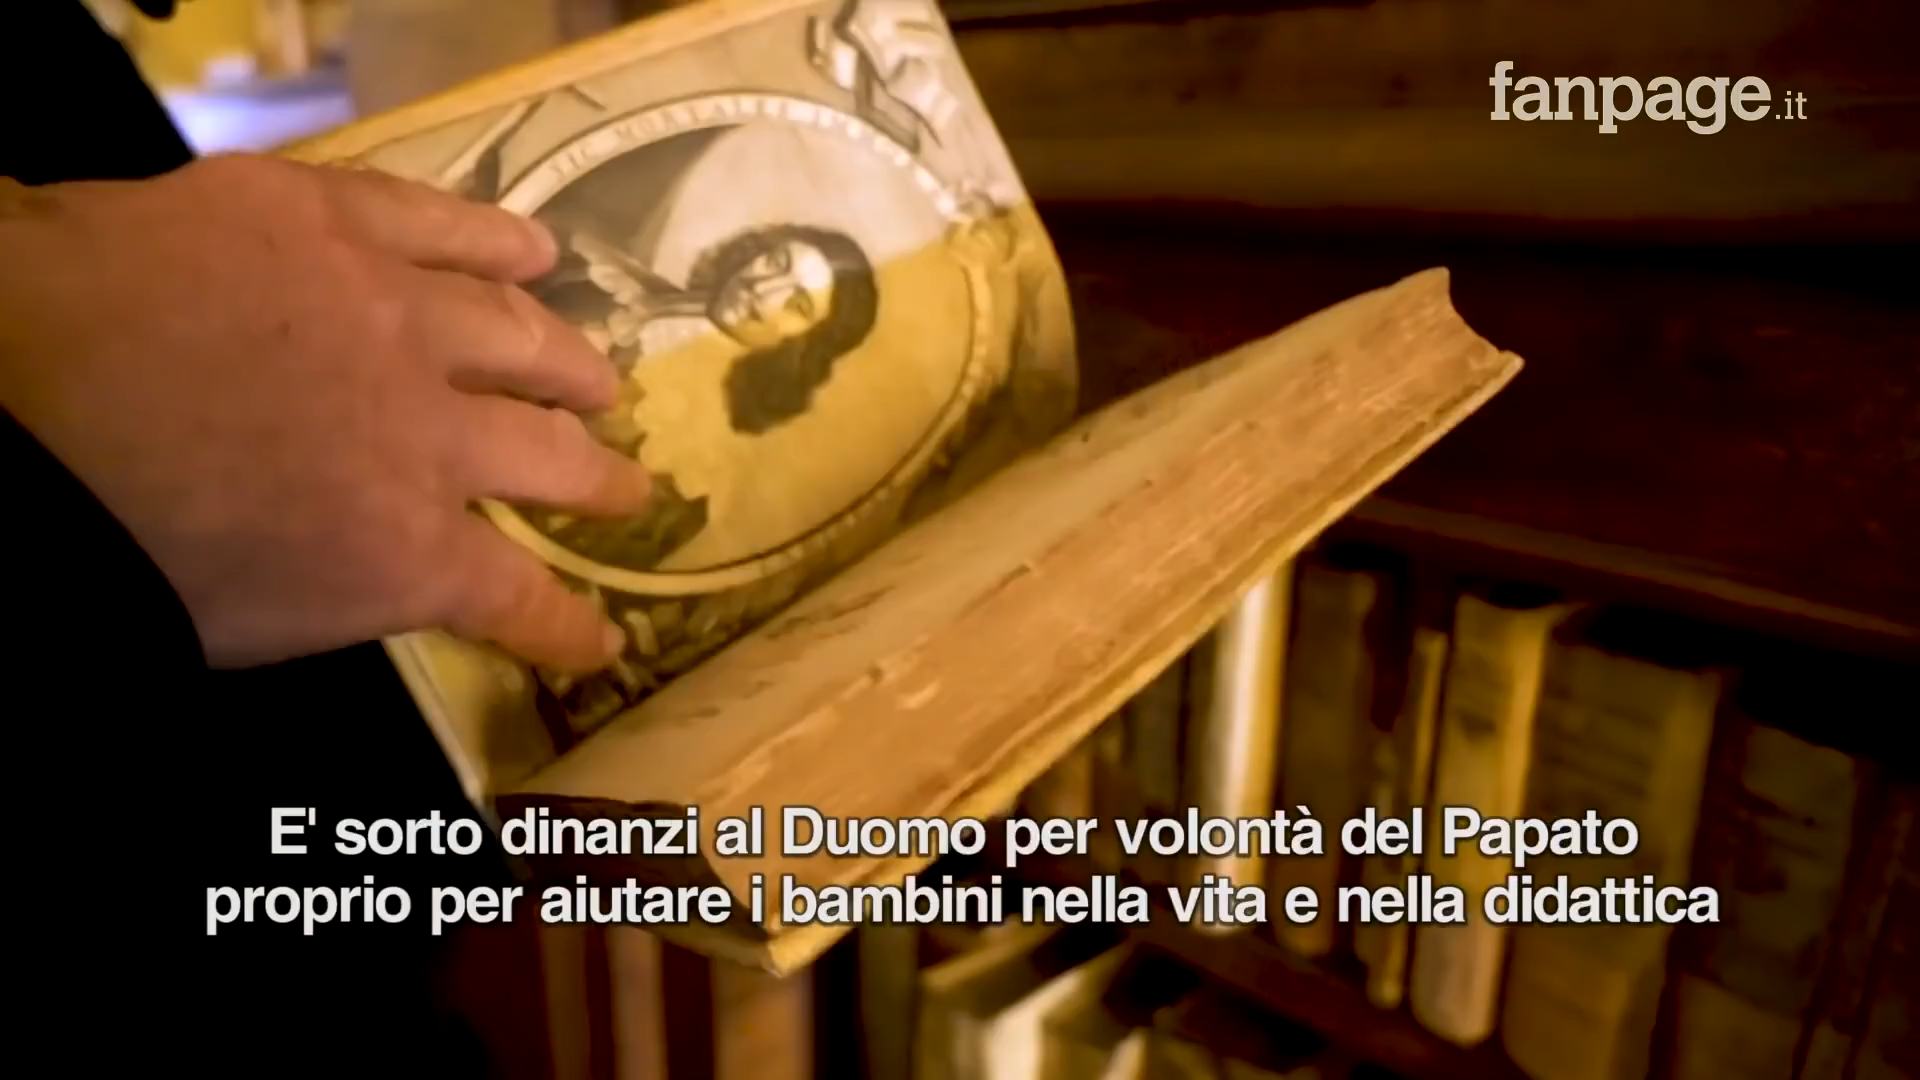 fanpage.it
E' sorto dinanzi al Duomo per volontà del Papato
proprio per aiutare i bambini nella vita e nella didattica